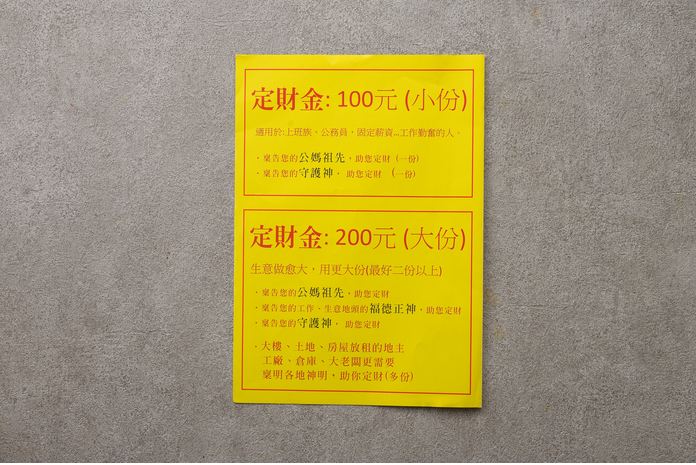 定財金: 100元 (小份)
適用於:上班族、公務員、固定薪資...工作勤奮的人。
·稟告您的公媽祖先,助您定財 (一份)
·稟告您的守護神, 助您定財 (一份)
定財金: 200元 (大份)
生意做愈大,用更大份(最好二份以上)
·稟告您的公媽祖先,助您定財
·稟告您的工作、生意地頭的福德正神,助您定財
·稟告您的守護神, 助您定財
·大樓、土地、房屋放租的地主
工廠、倉庫、大老闆更需要
稟明各地神明,助你定財(多份)